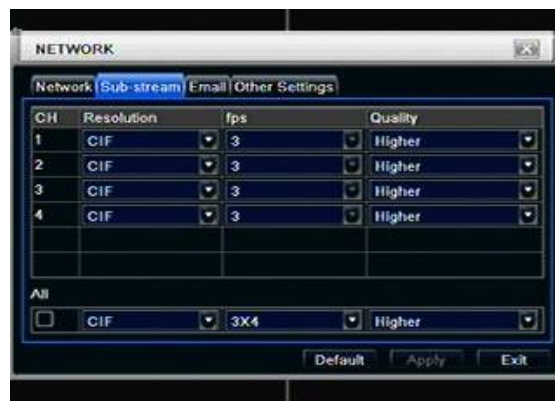 NETWORK
Network Sub-stream Email Other Settings
CH Resolution fps Quality
1 CIF 3 Higher
2 CIF 3 Higher
3 CIF 3 Higher
4 CIF 3 Higher
All
CIF 3X4 Higher
Default Apply Exit